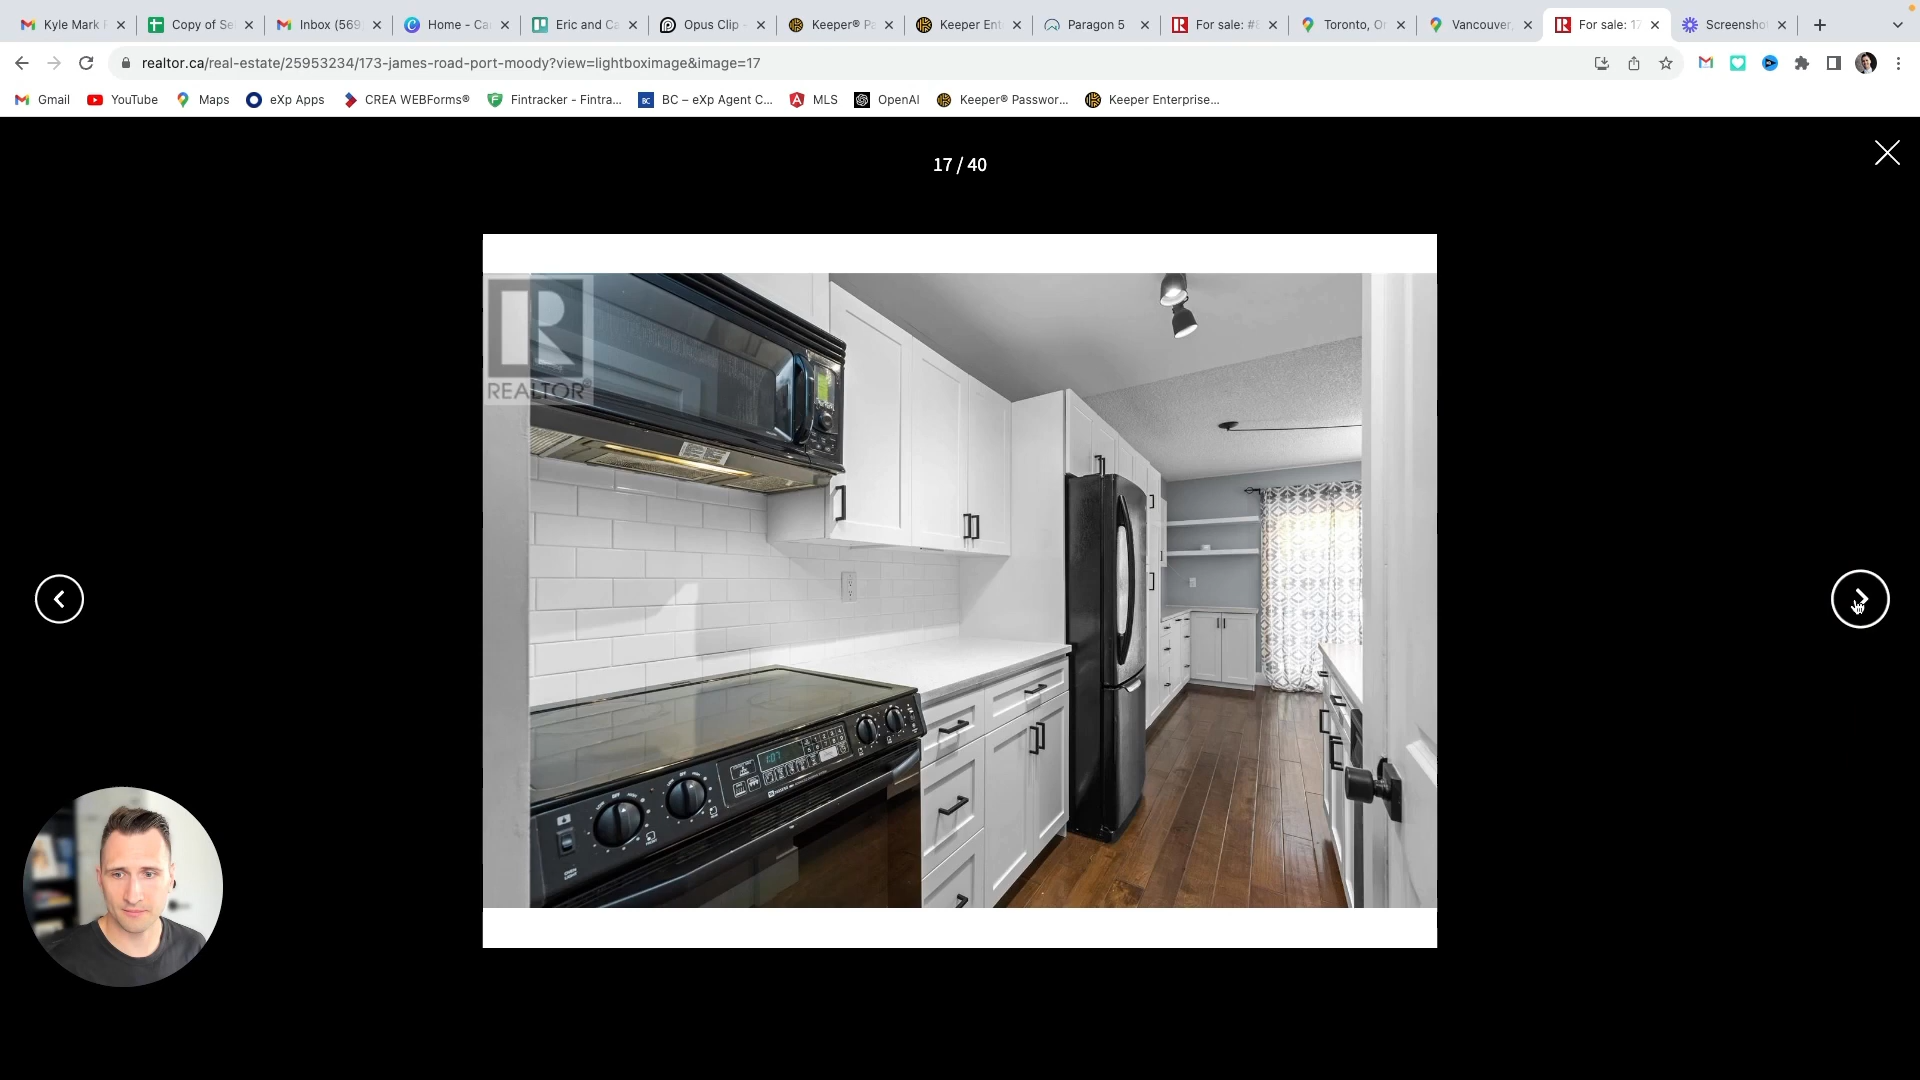 Kyle Mark
Copy of Se
Inbox (569
Home - Ca
Eric and Ca
Opus Clip -
Keeper® Pa
Keeper Ent
Paragon 5
For sale: #
Toronto, O
Vancouver,
For sale: 17
Screensho
realtor.ca/real-estate/25953234/173-james-road-port-moody?view=lightboximage&image=17
Gmail
YouTube
Maps
eXp Apps
CREA WEBForms®
Fintracker - Fintra...
BC – eXp Agent C...
MLS
OpenAI
Keeper® Passwor...
Keeper Enterprise...
17 / 40
REALTOR®
1:07